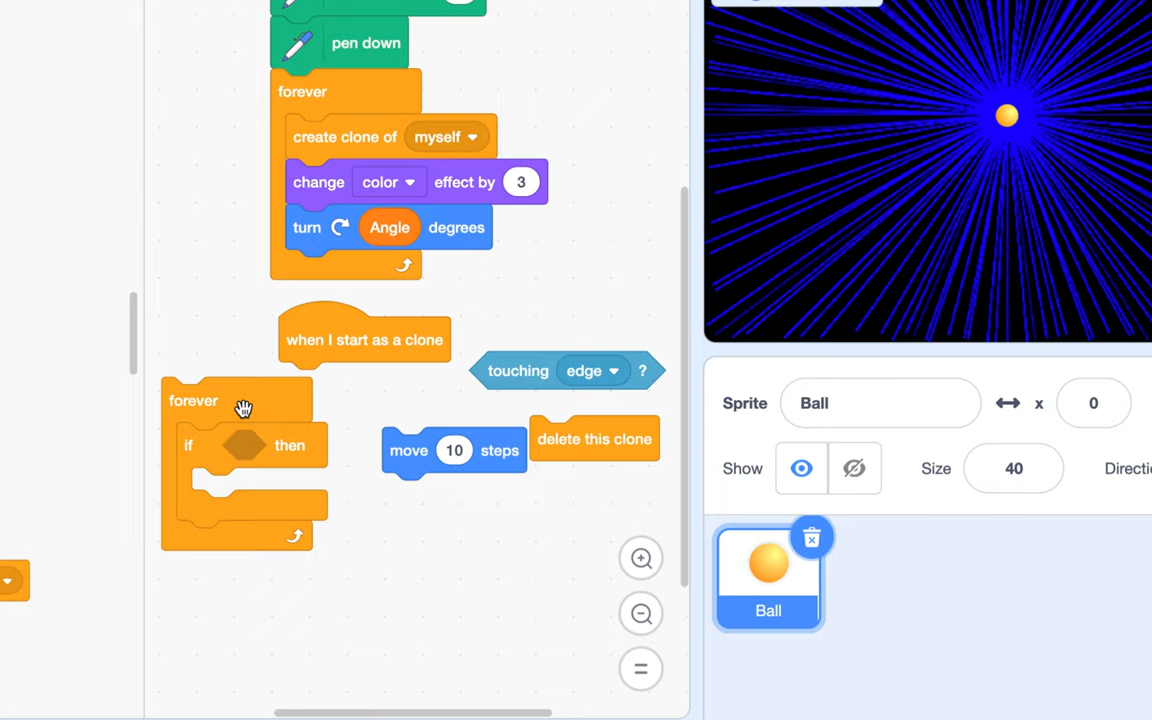 pen down
forever
create clone of myself
change color effect by 3
turn Angle degrees
when I start as a clone
touching edge ?
forever
if then
move 10 steps
delete this clone
Sprite Ball x 0
Show Size 40 Directi
Ball